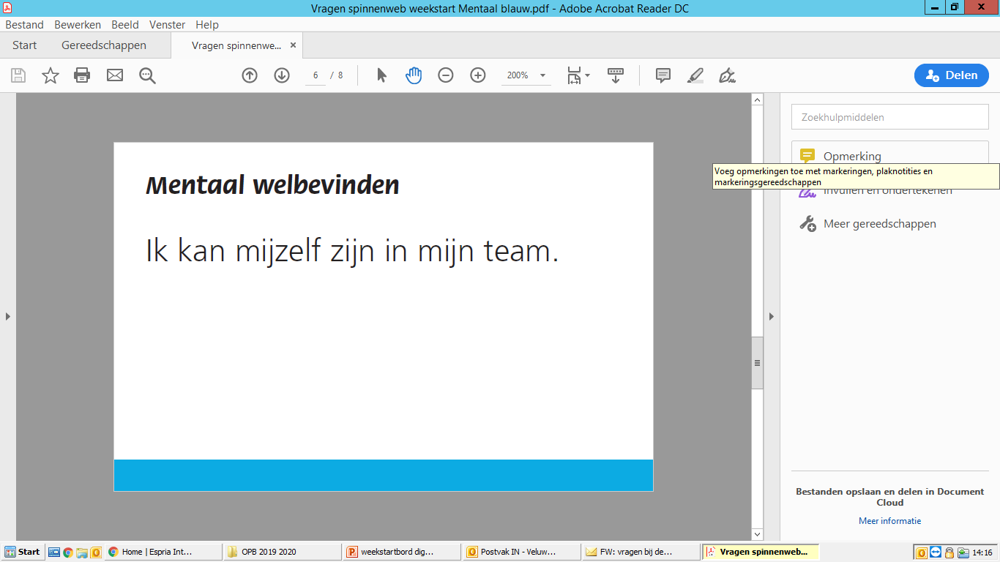 Vragen spinnenweb weekstart Mentaal blauw.pdf - Adobe Acrobat Reader DC
Bestand Bewerken Beeld Venster Help
Start Gereedschappen Vragen spinnenwe... ×
6 / 8 200% Delen
Zoekhulpmiddelen
Opmerking
Voeg opmerkingen toe met markeringen, plaknotities en
markeringsgereedschappen
Invullen en ondertekenen
Meer gereedschappen
Mentaal welbevinden
Ik kan mijzelf zijn in mijn team.
Bestanden opslaan en delen in Document
Cloud
Meer informatie
Start Home | Espria Int... OPB 2019 2020 weekstartbord dig... Postvak IN - Veluw... FW: vragen bij de... Vragen spinnenweb... 14:16